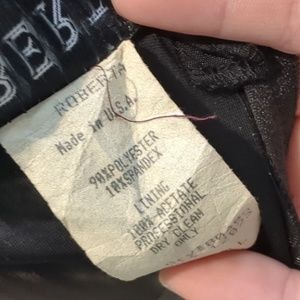 ROBERTA
Made in U.S.A.
90%POLYESTER
10%SPANDEX
LINING
100% ACETATE
PROFESSIONAL
DRY CLEAN
ONLY